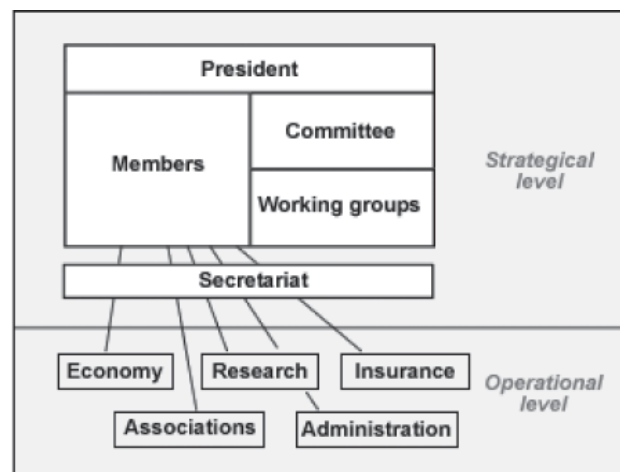 President
Members
Committee
Working groups
Strategical
level
Secretariat
Economy
Research
Insurance
Associations
Administration
Operational
level